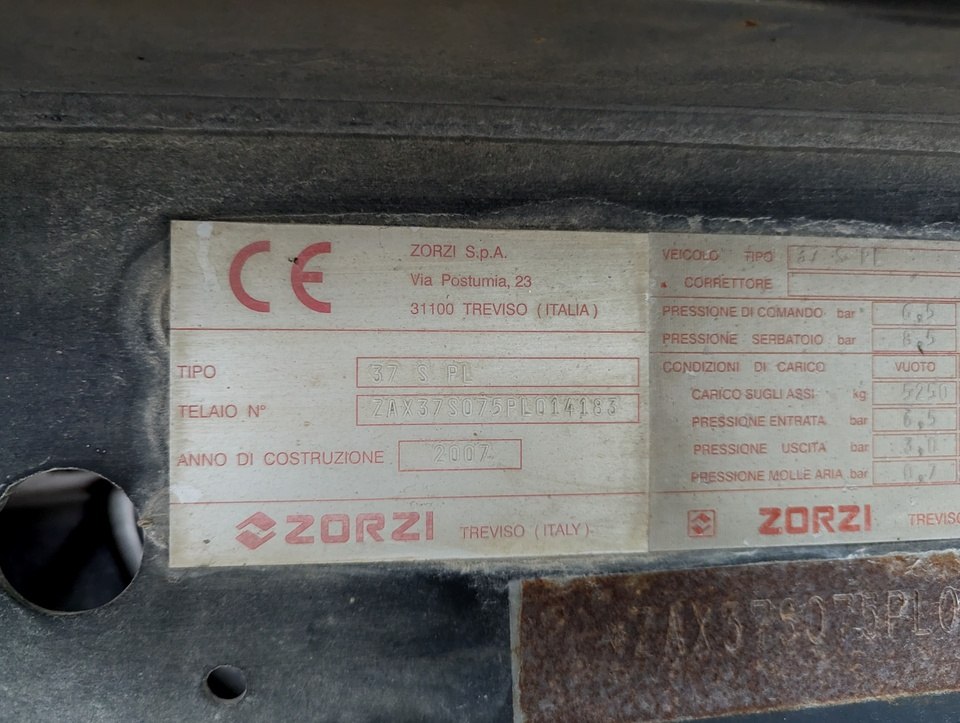 CE
ZORZI S.p.A.
Via Postumia, 23
31100 TREVISO (ITALIA)
TIPO 37 S PL
TELAIO N° ZAX37S075PL014183
ANNO DI COSTRUZIONE 2007
ZORZI TREVISO (ITALY)
VEICOLO TIPO 37 S PL
CORRETTORE
PRESSIONE DI COMANDO bar 6,5
PRESSIONE SERBATOIO bar 8,5
CONDIZIONI DI CARICO VUOTO
CARICO SUGLI ASSI kg 5250
PRESSIONE ENTRATA bar 6,5
PRESSIONE USCITA bar
PRESSIONE MOLLE ARIA bar 0,7
ZORZI TREVISO
ZAX37S075PL0